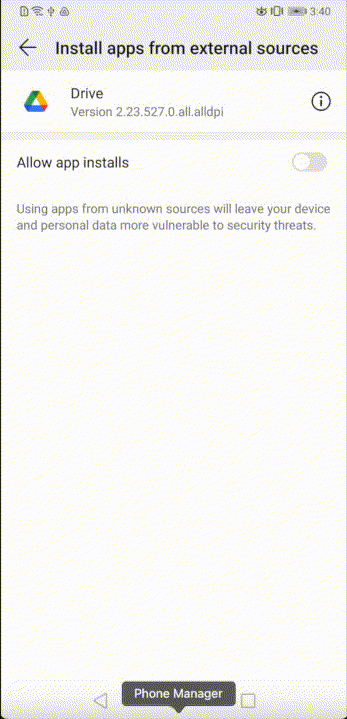 3:40
Install apps from external sources
Drive
Version 2.23.527.0.all.alldpi
Allow app installs
Using apps from unknown sources will leave your device
and personal data more vulnerable to security threats.
Phone Manager